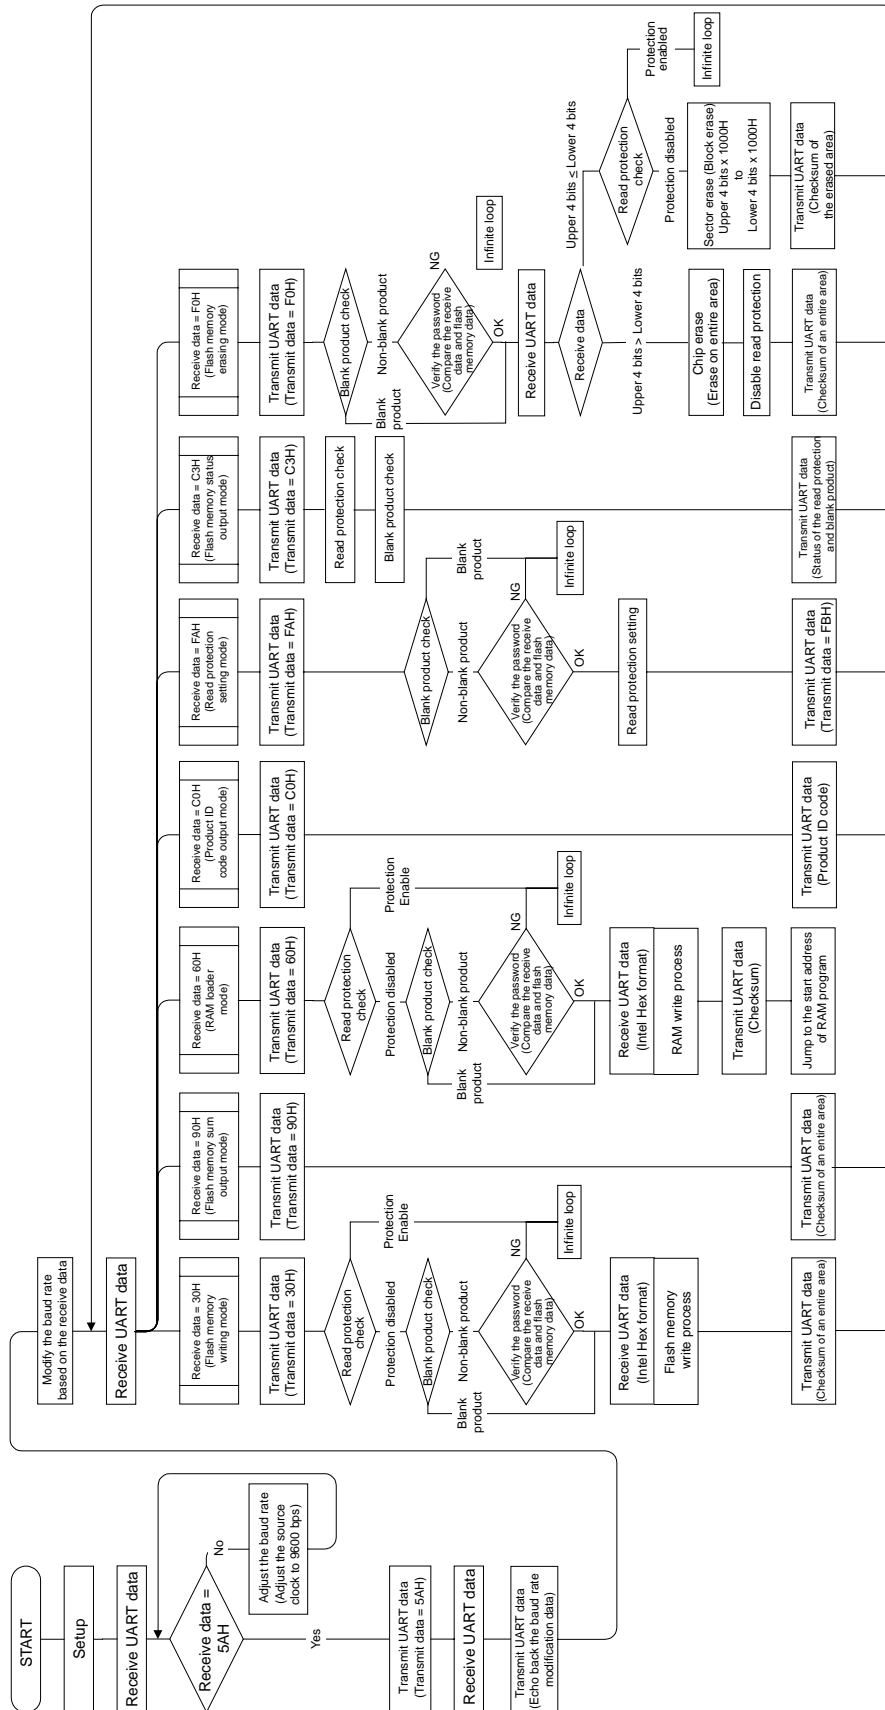 START
Setup
Receive UART data
Receive data =
5AH
No
Adjust the baud rate
(Adjust the source
clock to 9600 bps)
Yes
Transmit UART data
(Transmit data = 5AH)
Receive UART data
Transmit UART data
(Echo back the baud rate
modification data)
Modify the baud rate
based on the receive data
Receive UART data
Receive data = 30H
(Flash memory
writing mode)
Transmit UART data
(Transmit data = 30H)
Read protection
check
Protection
Enable
Protection disabled
Blank product check
Blank
product
Non-blank product
Verify the password
(Compare the receive
data and flash
memory data)
NG
Infinite loop
OK
Receive UART data
(Intel Hex format)
Flash memory
write process
Transmit UART data
(Checksum of an entire area)
Receive data = 90H
(Flash memory sum
output mode)
Transmit UART data
(Transmit data = 90H)
Transmit UART data
(Checksum of an entire area)
Receive data = 60H
(RAM loader
mode)
Transmit UART data
(Transmit data = 60H)
Read protection
check
Protection
Enable
Protection disabled
Blank product check
Blank
product
Non-blank product
Verify the password
(Compare the receive
data and flash
memory data)
NG
Infinite loop
OK
Receive UART data
(Intel Hex format)
RAM write process
Transmit UART data
(Checksum)
Jump to the start address
of RAM program
Receive data = C0H
(Product ID
code output mode)
Transmit UART data
(Transmit data = C0H)
Transmit UART data
(Product ID code)
Receive data = FAH
(Read protection
setting mode)
Transmit UART data
(Transmit data = FAH)
Blank product check
Blank
product
Non-blank product
Verify the password
(Compare the receive
data and flash
memory data)
NG
Infinite loop
OK
Read protection setting
Transmit UART data
(Transmit data = FBH)
Receive data = C3H
(Flash memory status
output mode)
Transmit UART data
(Transmit data = C3H)
Read protection check
Blank product check
Transmit UART data
(Status of the read protection
and blank product)
Receive data = F0H
(Flash memory
erasing mode)
Transmit UART data
(Transmit data = F0H)
Blank product check
Blank
product
Non-blank product
Verify the password
(Compare the receive
data and flash
memory data)
NG
Infinite loop
OK
Receive UART data
Receive data
Upper 4 bits > Lower 4 bits
Chip erase
(Erase on entire area)
Disable read protection
Transmit UART data
(Checksum of an entire area)
Upper 4 bits ≤ Lower 4 bits
Read protection
check
Protection
enabled
Infinite loop
Protection disabled
Sector erase (Block erase)
Upper 4 bits x 1000H
to
Lower 4 bits x 1000H
Transmit UART data
(Checksum of
the erased area)